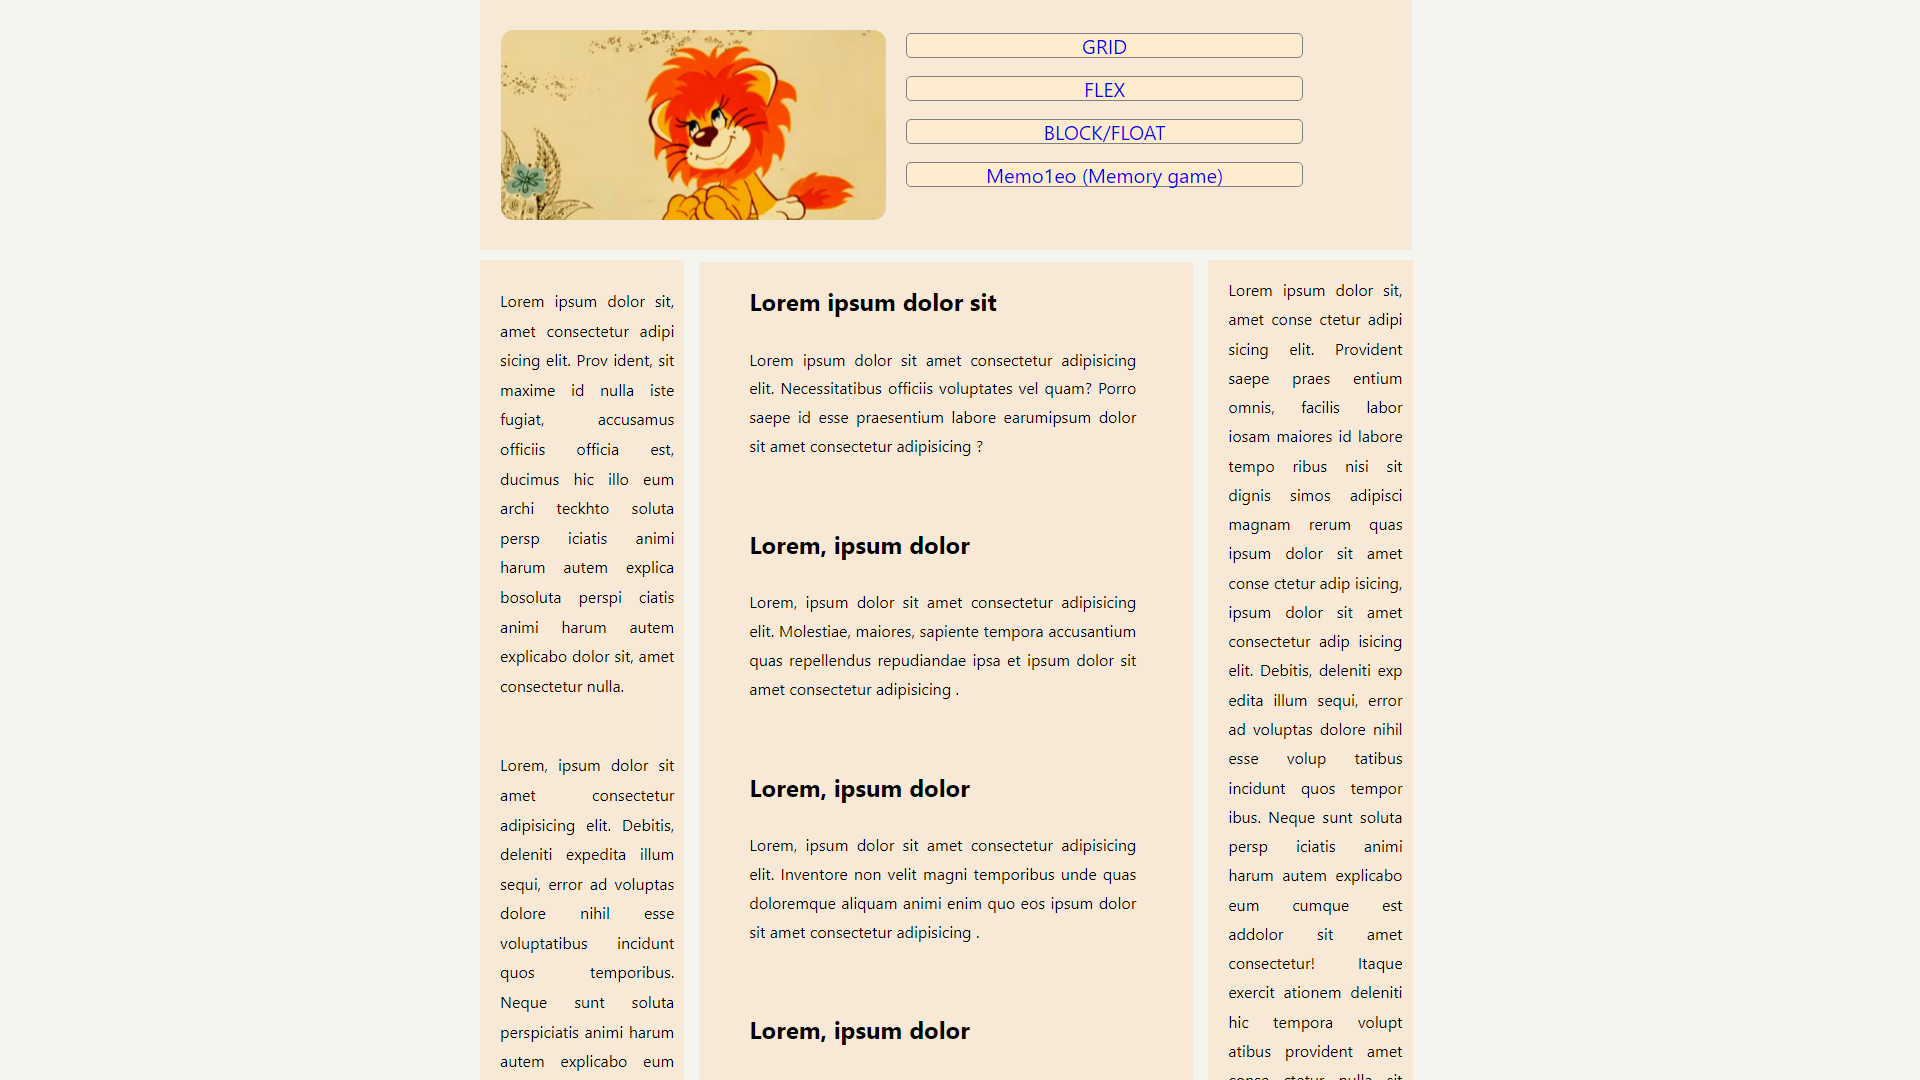 GRID
FLEX
BLOCK/FLOAT
Memo1eo (Memory game)
Lorem ipsum dolor sit,
amet consectetur adipi
sicing elit. Prov ident, sit
maxime id nulla iste
fugiat, accusamus
officiis officia est,
ducimus hic illo eum
archi teckhto soluta
persp iciatis animi
harum autem explica
bosoluta perspi ciatis
animi harum autem
explicabo dolor sit, amet
consectetur nulla.
Lorem, ipsum dolor sit
amet consectetur
adipisicing elit. Debitis,
deleniti expedita illum
sequi, error ad voluptas
dolore nihil esse
voluptatibus incidunt
quos temporibus.
Neque sunt soluta
perspiciatis animi harum
autem explicabo eum
Lorem ipsum dolor sit
Lorem ipsum dolor sit amet consectetur adipisicing
elit. Necessitatibus officiis voluptates vel quam? Porro
saepe id esse praesentium labore earumipsum dolor
sit amet consectetur adipisicing ?
Lorem, ipsum dolor
Lorem, ipsum dolor sit amet consectetur adipisicing
elit. Molestiae, maiores, sapiente tempora accusantium
quas repellendus repudiandae ipsa et ipsum dolor sit
amet consectetur adipisicing .
Lorem, ipsum dolor
Lorem, ipsum dolor sit amet consectetur adipisicing
elit. Inventore non velit magni temporibus unde quas
doloremque aliquam animi enim quo eos ipsum dolor
sit amet consectetur adipisicing .
Lorem, ipsum dolor
Lorem ipsum dolor sit,
amet conse ctetur adipi
sicing elit. Provident
saepe praes entium
omnis, facilis labor
iosam maiores id labore
tempo ribus nisi sit
dignis simos adipisci
magnam rerum quas
ipsum dolor sit amet
conse ctetur adip isicing,
ipsum dolor sit amet
consectetur adip isicing
elit. Debitis, deleniti exp
edita illum sequi, error
ad voluptas dolore nihil
esse volup tatibus
incidunt quos tempor
ibus. Neque sunt soluta
persp iciatis animi
harum autem explicabo
eum cumque est
addolor sit amet
consectetur! Itaque
exercit ationem deleniti
hic tempora volupt
atibus provident amet
conse ctetur nulla sit